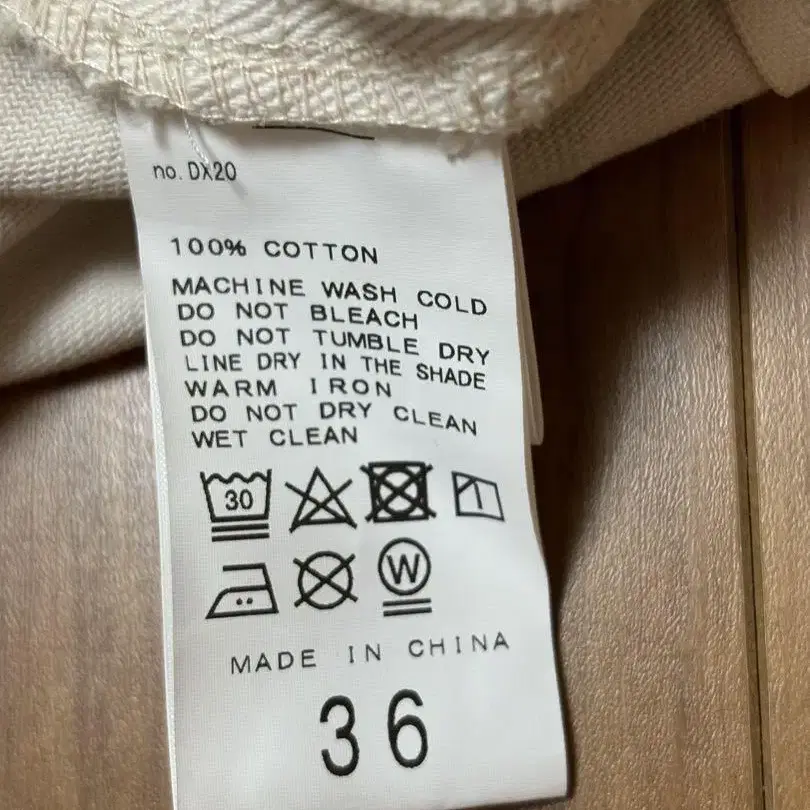 no. DX20
100% COTTON
MACHINE WASH COLD
DO NOT BLEACH
DO NOT TUMBLE DRY
LINE DRY IN THE SHADE
WARM IRON
DO NOT DRY CLEAN
WET CLEAN
30
W
MADE IN CHINA
36